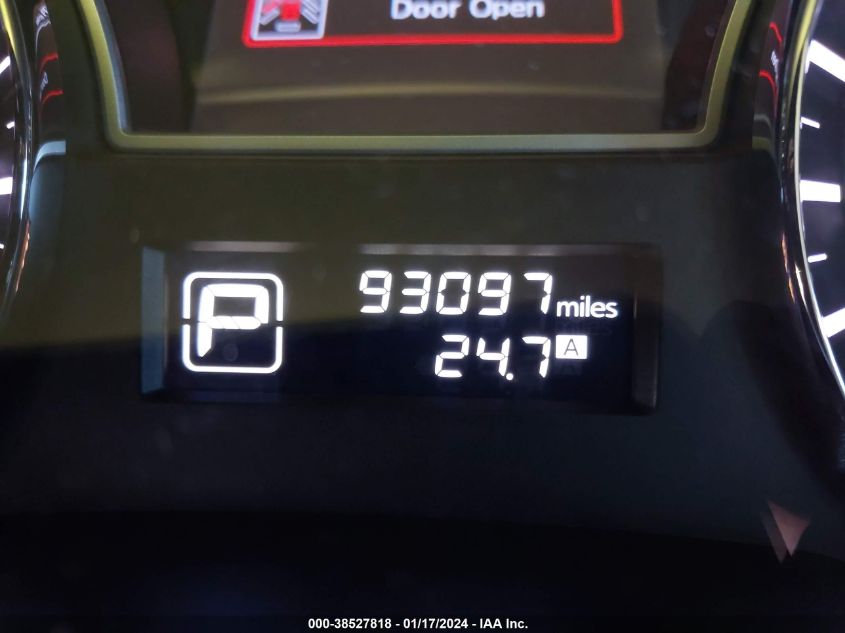 Door Open
P
93097 miles
24.7 A
000-38527818 - 01/17/2024 - IAA Inc.